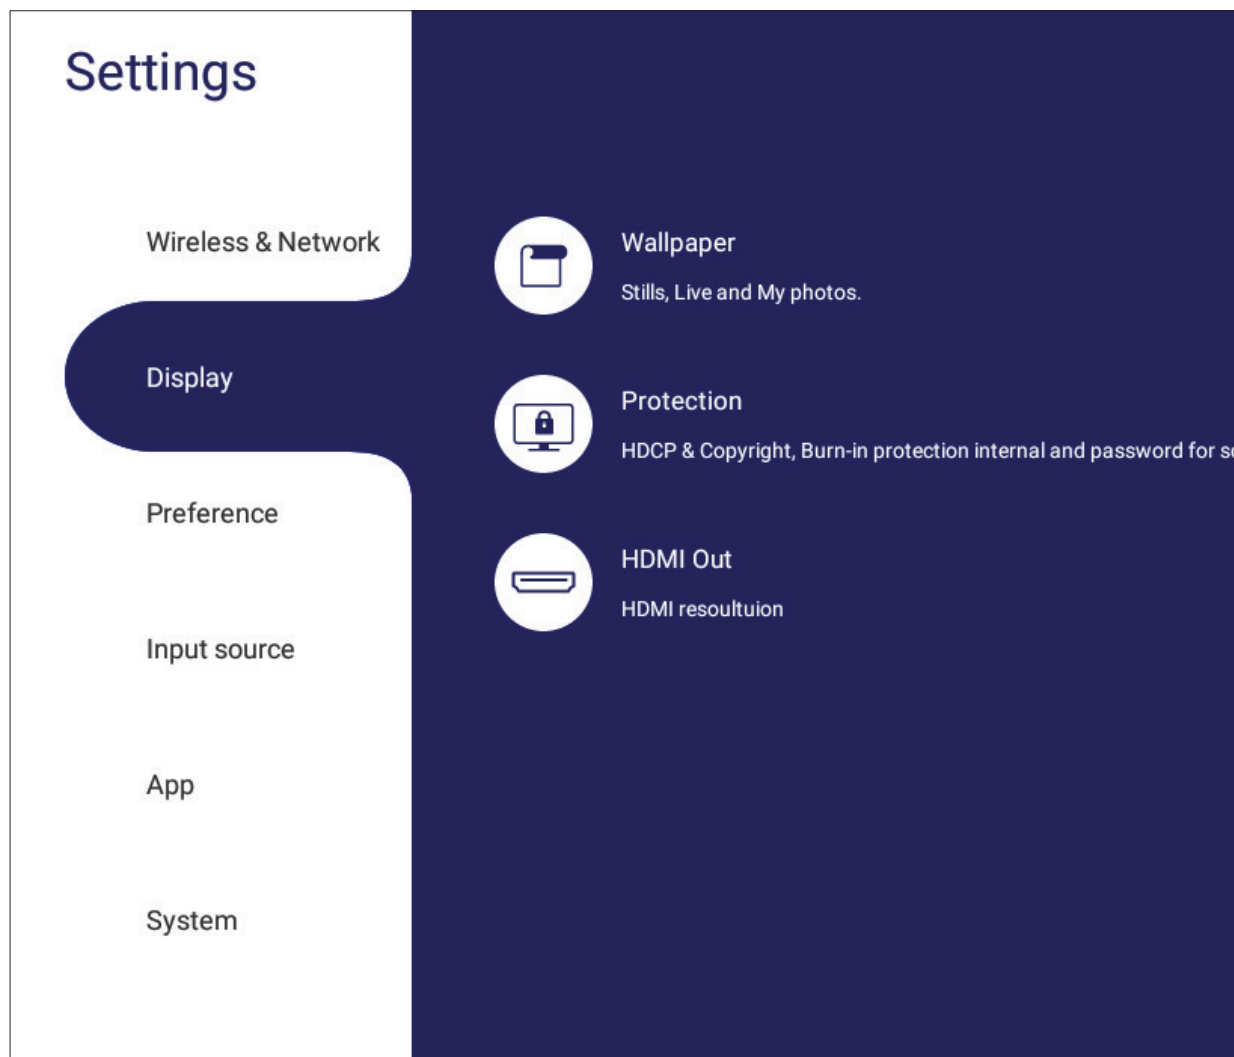 Settings
Wireless & Network
Display
Preference
Input source
App
System
Wallpaper
Stills, Live and My photos.
Protection
HDCP & Copyright, Burn-in protection internal and password for
HDMI Out
HDMI resoultuion